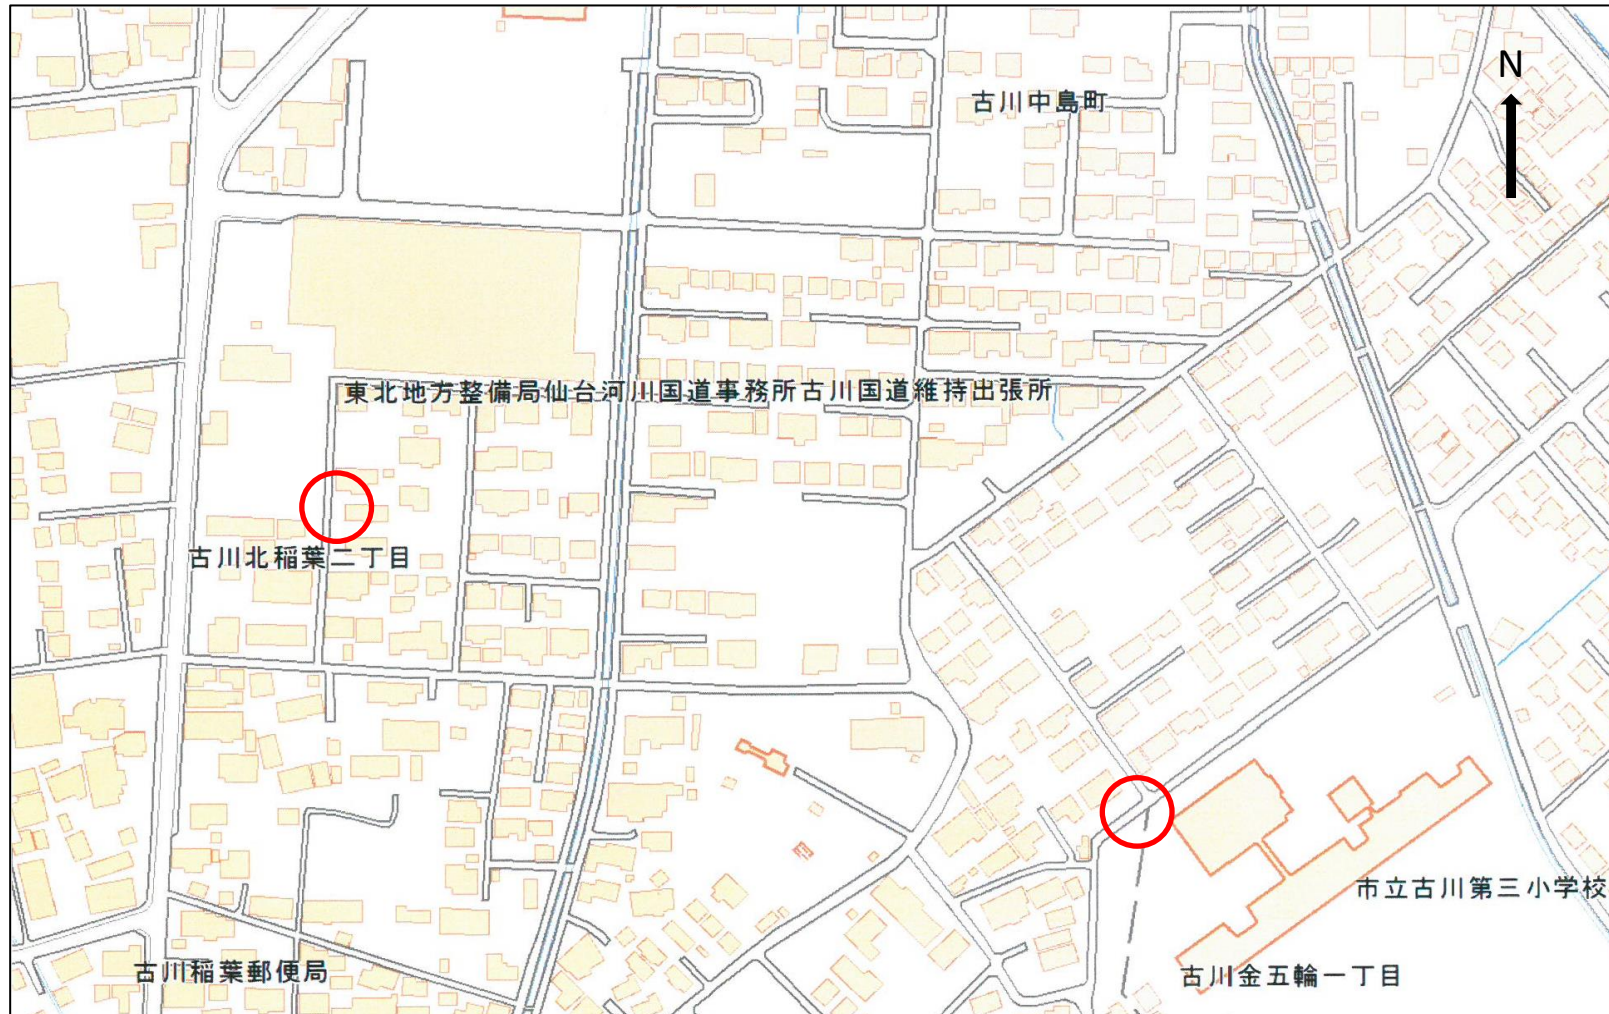 N
古川中島町
東北地方整備局仙台河川国道事務所古川国道維持出張所
古川北稲葉二丁目
市立古川第三小学校
古川稲葉郵便局
古川金五輪一丁目